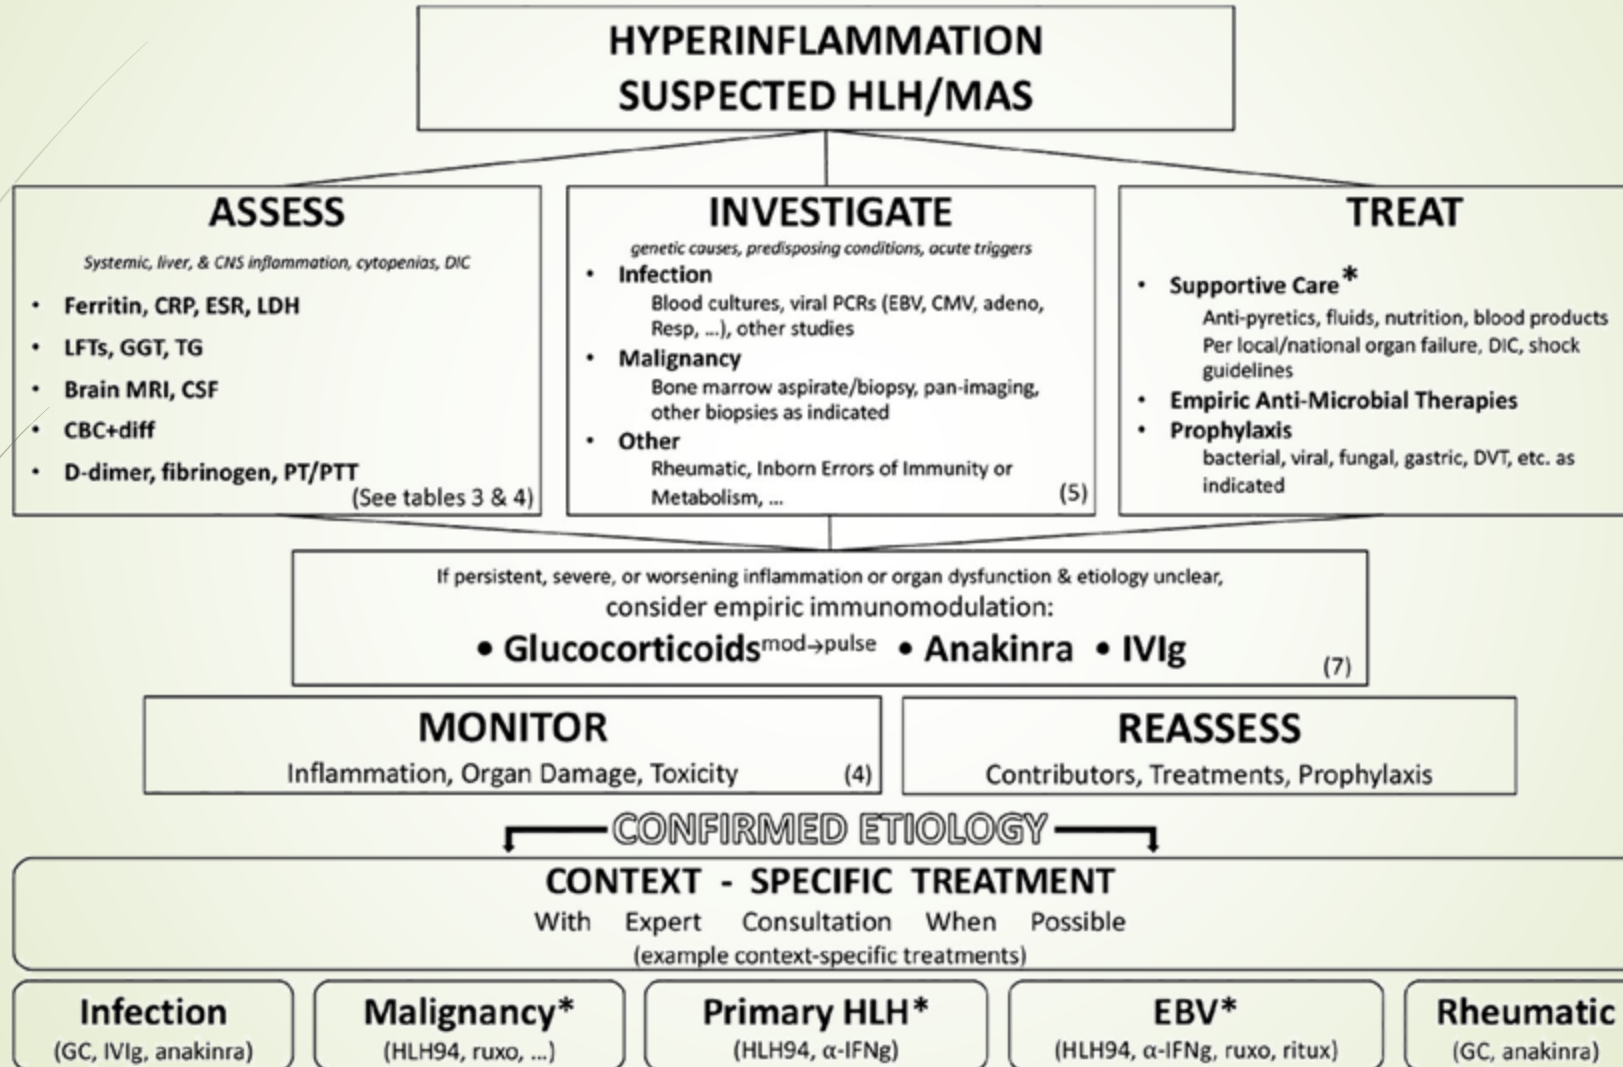 HYPERINFLAMMATION
SUSPECTED HLH/MAS
ASSESS
Systemic, liver, & CNS inflammation, cytopenias, DIC
• Ferritin, CRP, ESR, LDH
• LFTs, GGT, TG
• Brain MRI, CSF
• CBC+diff
• D-dimer, fibrinogen, PT/PTT
(See tables 3 & 4)
INVESTIGATE
genetic causes, predisposing conditions, acute triggers
• Infection
Blood cultures, viral PCRs (EBV, CMV, adeno,
Resp, ...), other studies
• Malignancy
Bone marrow aspirate/biopsy, pan-imaging,
other biopsies as indicated
• Other
Rheumatic, Inborn Errors of Immunity or
Metabolism, ...
(5)
TREAT
• Supportive Care*
Anti-pyretics, fluids, nutrition, blood products
Per local/national organ failure, DIC, shock
guidelines
• Empiric Anti-Microbial Therapies
• Prophylaxis
bacterial, viral, fungal, gastric, DVT, etc. as
indicated
If persistent, severe, or worsening inflammation or organ dysfunction & etiology unclear,
consider empiric immunomodulation:
• Glucocorticoids mod→pulse • Anakinra • IVIg
(7)
MONITOR
Inflammation, Organ Damage, Toxicity (4)
REASSESS
Contributors, Treatments, Prophylaxis
CONFIRMED ETIOLOGY
CONTEXT - SPECIFIC TREATMENT
With Expert Consultation When Possible
(example context-specific treatments)
Infection
(GC, IVIg, anakinra)
Malignancy*
(HLH94, ruxo, ...)
Primary HLH*
(HLH94, α-IFNg)
EBV*
(HLH94, α-IFNg, ruxo, ritux)
Rheumatic
(GC, anakinra)